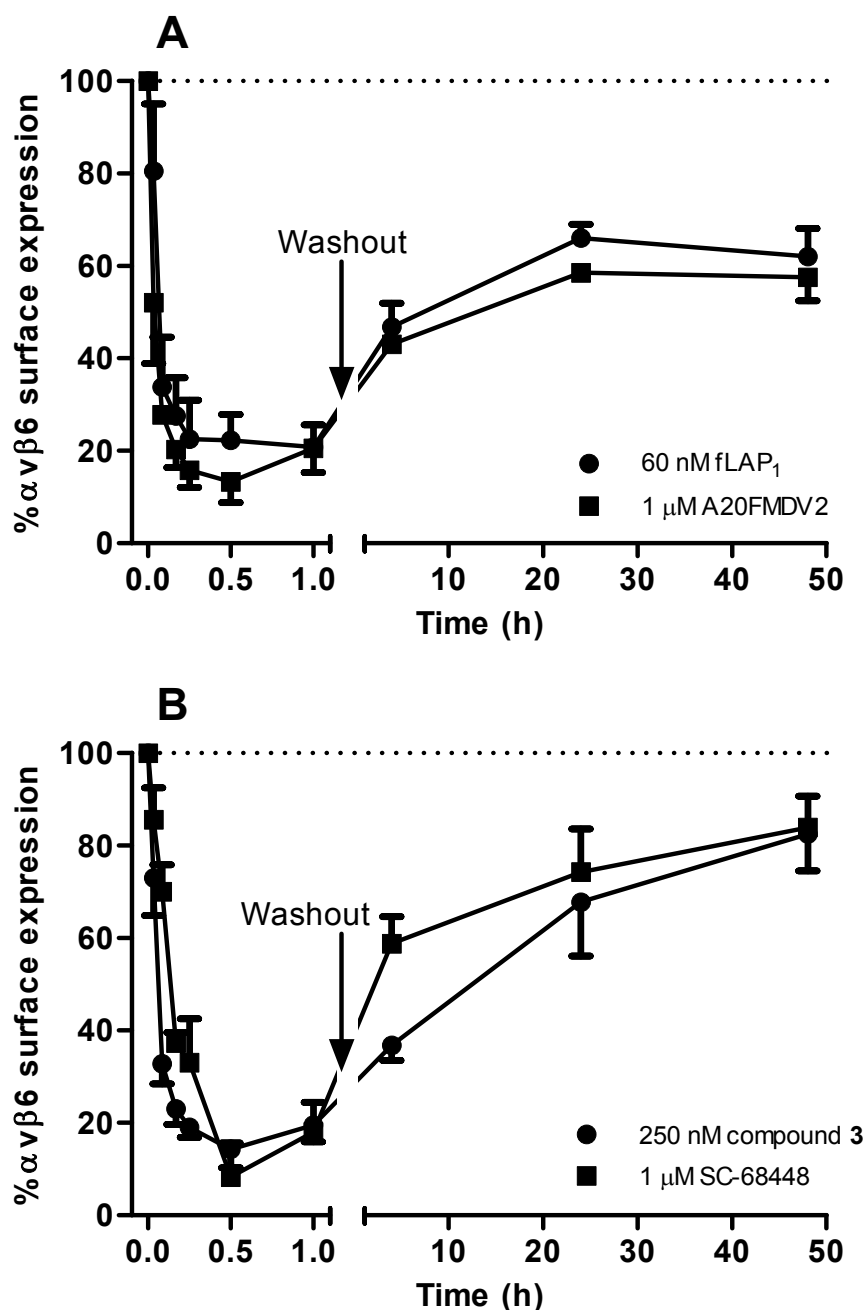 A
100
80
60
40
20
0
%αvβ6 surface expression
Washout
60 nM fLAP₁
1 μM A20FMDV2
0.0 0.5 1.0 10 20 30 40 50
Time (h)
B
100
80
60
40
20
0
%αvβ6 surface expression
Washout
250 nM compound 3
1 μM SC-68448
0.0 0.5 1.0 10 20 30 40 50
Time (h)